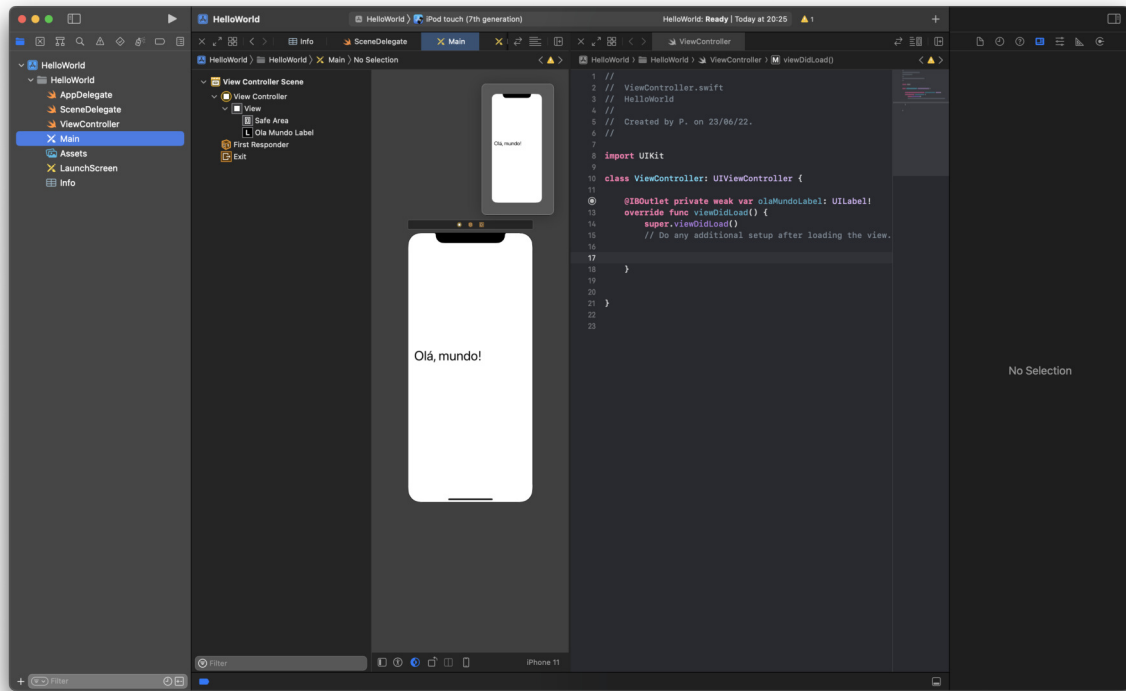 HelloWorld
HelloWorld
AppDelegate
SceneDelegate
ViewController
Main
Assets
LaunchScreen
Info
Filter
HelloWorld
HelloWorld 〉 iPod touch (7th generation)
HelloWorld: Ready | Today at 20:25
1
Info
SceneDelegate
Main
HelloWorld 〉 HelloWorld 〉 Main 〉 No Selection
View Controller Scene
View Controller
View
Safe Area
L Ola Mundo Label
First Responder
Exit
Filter
Olá, mundo!
Olá, mundo!
iPhone 11
ViewController
HelloWorld 〉 HelloWorld 〉 ViewController 〉 M viewDidLoad()
1 //
2 //  ViewController.swift
3 //  HelloWorld
4 //
5 //  Created by P. on 23/06/22.
6 //
7
8 import UIKit
9
10 class ViewController: UIViewController {
11
@IBOutlet private weak var olaMundoLabel: UILabel!
13 override func viewDidLoad() {
14 super.viewDidLoad()
15 // Do any additional setup after loading the view.
16
17
18 }
19
20
21 }
22
23
No Selection